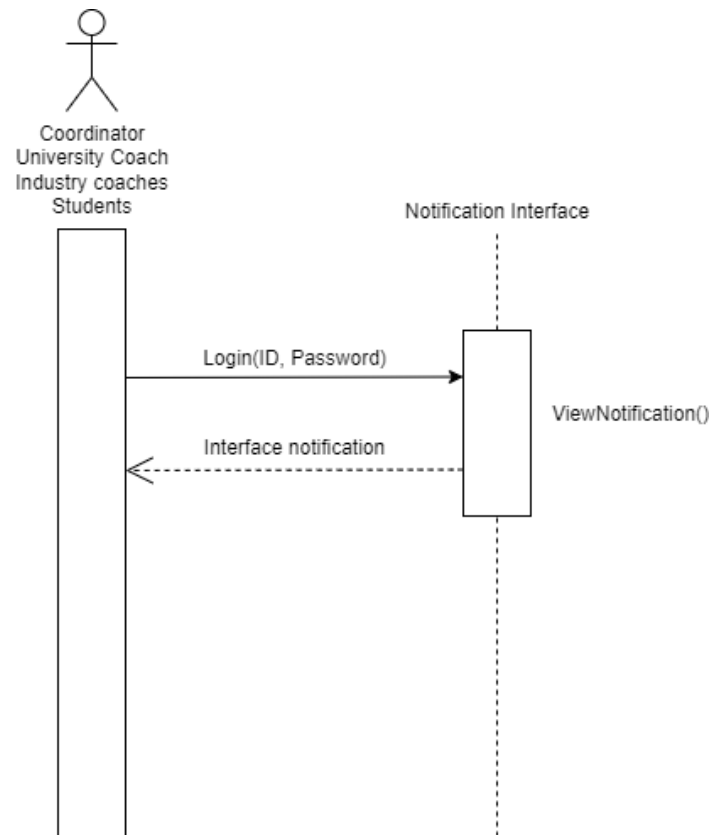 Coordinator
University Coach
Industry coaches
Students
Notification Interface
Login(ID, Password)
ViewNotification()
Interface notification